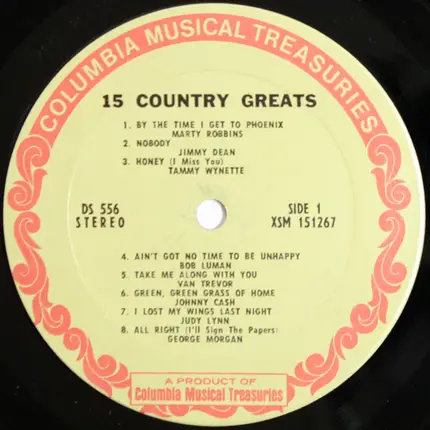 COLUMBIA MUSICAL TREASURIES
15 COUNTRY GREATS
1. BY THE TIME I GET TO PHOENIX
MARTY ROBBINS
2. NOBODY
JIMMY DEAN
3. HONEY (I Miss You)
TAMMY WYNETTE
DS 556
STEREO
SIDE 1
XSM 151267
4. AIN'T GOT NO TIME TO BE UNHAPPY
BOB LUMAN
5. TAKE ME ALONG WITH YOU
VAN TREVOR
6. GREEN, GREEN GRASS OF HOME
JOHNNY CASH
7. I LOST MY WINGS LAST NIGHT
JUDY LYNN
8. ALL RIGHT (I'll Sign The Papers)
GEORGE MORGAN
A PRODUCT OF
Columbia Musical Treasuries